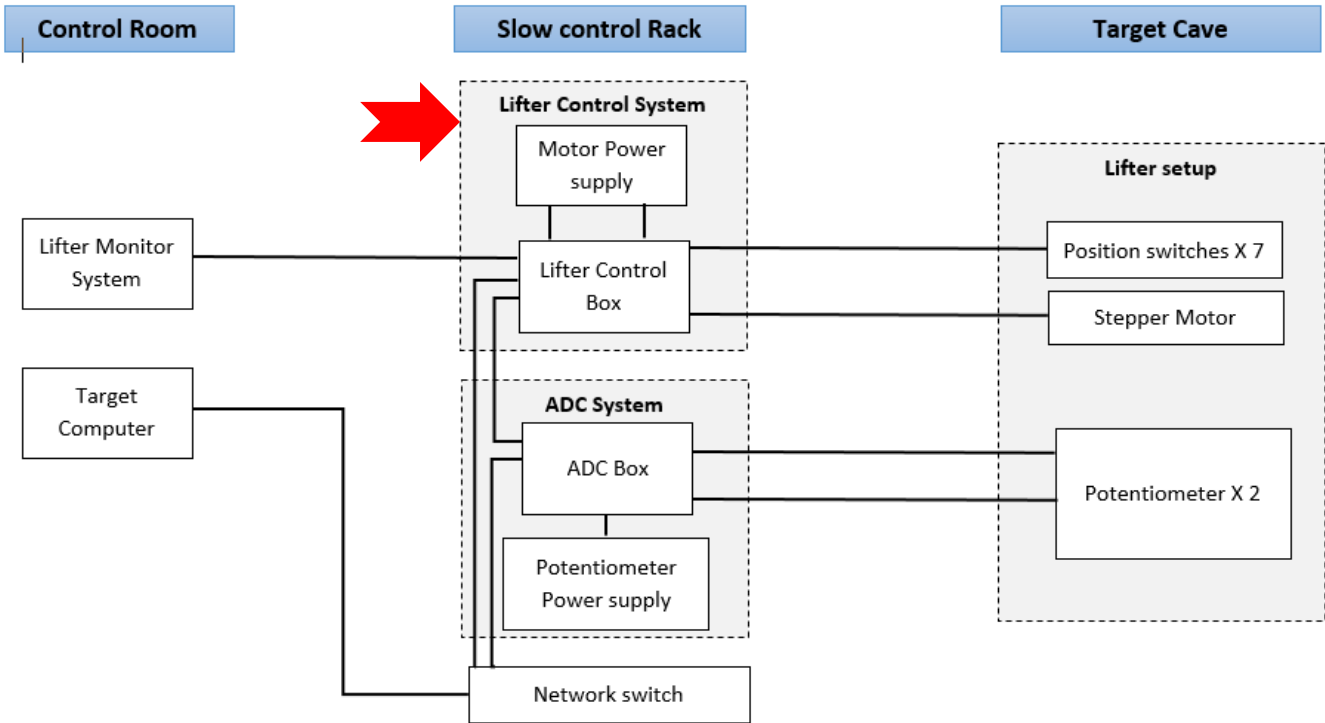 Control Room
Slow control Rack
Target Cave
Lifter Control System
Motor Power
supply
Lifter setup
Lifter Monitor
System
Lifter Control
Box
Position switches X 7
Stepper Motor
Target
Computer
ADC System
ADC Box
Potentiometer X 2
Potentiometer
Power supply
Network switch